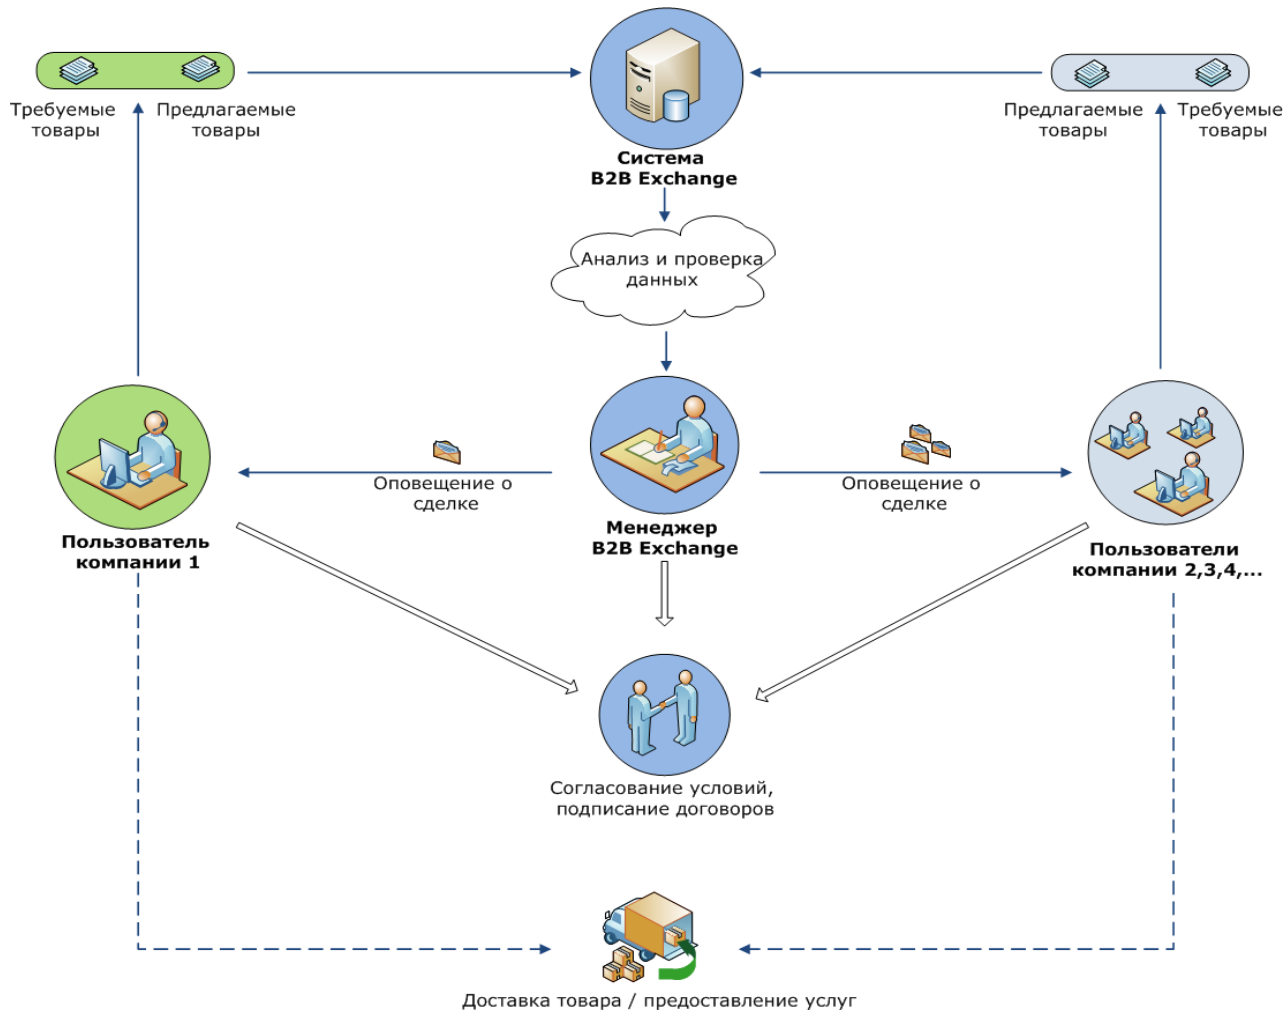 Требуемые
товары
Предлагаемые
товары
Предлагаемые
товары
Требуемые
товары
Система
B2B Exchange
Анализ и проверка
данных
Оповещение о
сделке
Оповещение о
сделке
Пользователь
компании 1
Менеджер
B2B Exchange
Пользователи
компании 2,3,4,...
Согласование условий,
подписание договоров
Доставка товара / предоставление услуг